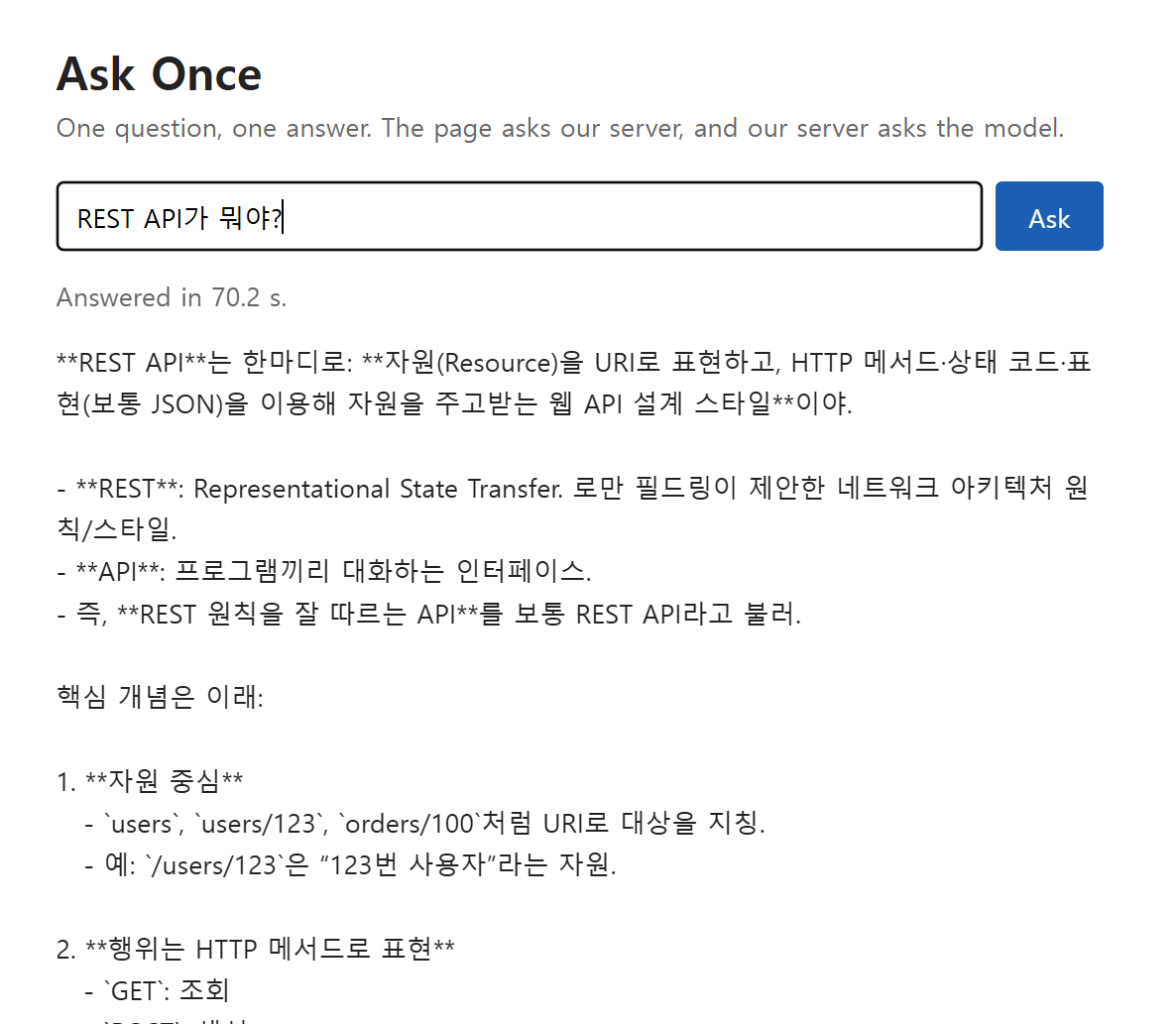 Ask Once
One question, one answer. The page asks our server, and our server asks the model.
REST API가 뭐야?
Ask
Answered in 70.2 s.
**REST API**는 한마디로: **자원(Resource)을 URI로 표현하고, HTTP 메서드·상태 코드·표
현(보통 JSON)을 이용해 자원을 주고받는 웹 API 설계 스타일**이야.
- **REST**: Representational State Transfer. 로만 필드링이 제안한 네트워크 아키텍처 원
칙/스타일.
- **API**: 프로그램끼리 대화하는 인터페이스.
- 즉, **REST 원칙을 잘 따르는 API**를 보통 REST API라고 불러.
핵심 개념은 이래:
1. **자원 중심**
- `users`, `users/123`, `orders/100`처럼 URI로 대상을 지칭.
- 예: `/users/123`은 “123번 사용자”라는 자원.
2. **행위는 HTTP 메서드로 표현**
- `GET`: 조회